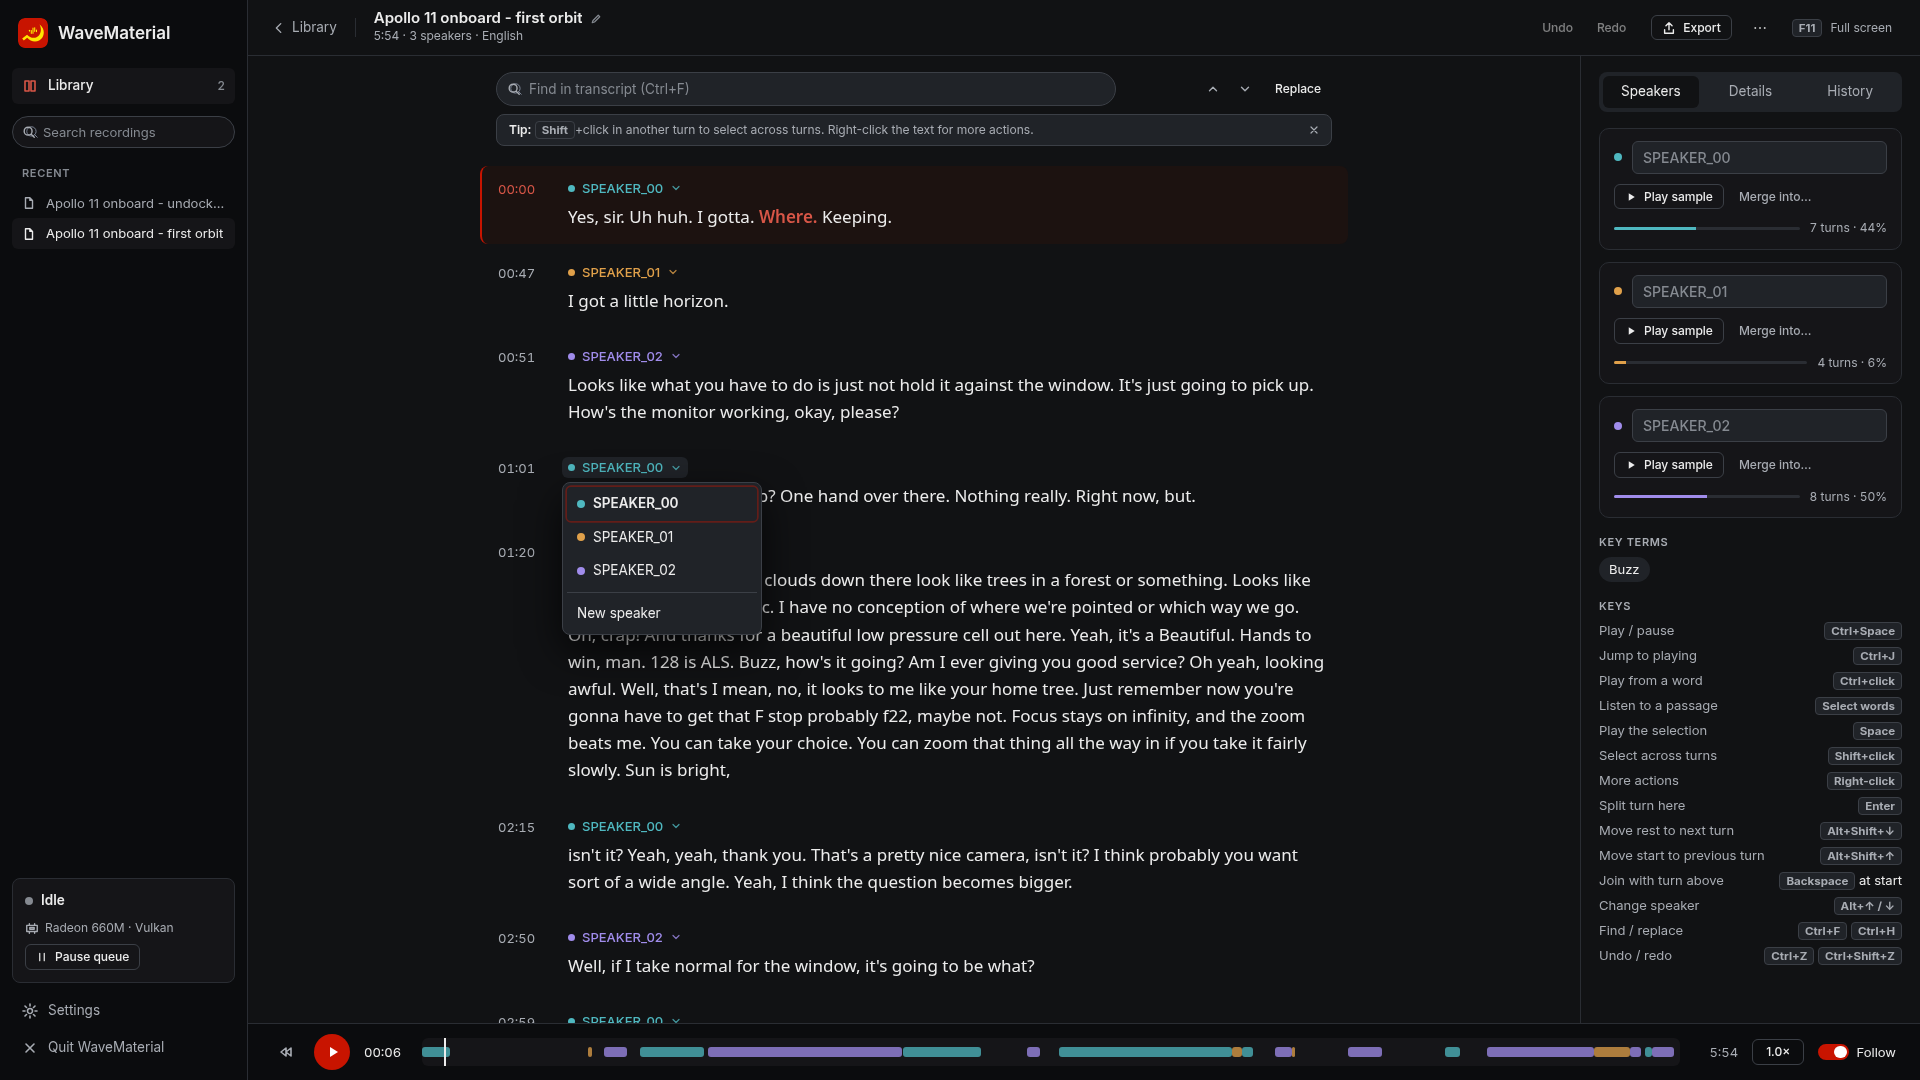 WaveMaterial
Library 2
Search recordings
RECENT
Apollo 11 onboard - undock...
Apollo 11 onboard - first orbit
Idle
Radeon 660M · Vulkan
Pause queue
Settings
Quit WaveMaterial
Library
Apollo 11 onboard - first orbit
5:54 · 3 speakers · English
Undo
Redo
Export
F11 Full screen
Find in transcript (Ctrl+F)
Replace
Tip: Shift+click in another turn to select across turns. Right-click the text for more actions.
00:00 SPEAKER_00
Yes, sir. Uh huh. I gotta. Where. Keeping.
00:47 SPEAKER_01
I got a little horizon.
00:51 SPEAKER_02
Looks like what you have to do is just not hold it against the window. It's just going to pick up.
How's the monitor working, okay, please?
01:01 SPEAKER_00
? One hand over there. Nothing really. Right now, but.
SPEAKER_00
SPEAKER_01
SPEAKER_02
New speaker
01:20
clouds down there look like trees in a forest or something. Looks like
c. I have no conception of where we're pointed or which way we go.
Oh, crap! And thanks for a beautiful low pressure cell out here. Yeah, it's a Beautiful. Hands to
win, man. 128 is ALS. Buzz, how's it going? Am I ever giving you good service? Oh yeah, looking
awful. Well, that's I mean, no, it looks to me like your home tree. Just remember now you're
gonna have to get that F stop probably f22, maybe not. Focus stays on infinity, and the zoom
beats me. You can take your choice. You can zoom that thing all the way in if you take it fairly
slowly. Sun is bright,
02:15 SPEAKER_00
isn't it? Yeah, yeah, thank you. That's a pretty nice camera, isn't it? I think probably you want
sort of a wide angle. Yeah, I think the question becomes bigger.
02:50 SPEAKER_02
Well, if I take normal for the window, it's going to be what?
02:59 SPEAKER_00
Speakers
Details
History
SPEAKER_00
Play sample Merge into...
7 turns · 44%
SPEAKER_01
Play sample Merge into...
4 turns · 6%
SPEAKER_02
Play sample Merge into...
8 turns · 50%
KEY TERMS
Buzz
KEYS
Play / pause Ctrl+Space
Jump to playing Ctrl+J
Play from a word Ctrl+click
Listen to a passage Select words
Play the selection Space
Select across turns Shift+click
More actions Right-click
Split turn here Enter
Move rest to next turn Alt+Shift+↓
Move start to previous turn Alt+Shift+↑
Join with turn above Backspace at start
Change speaker Alt+↑ / ↓
Find / replace Ctrl+F Ctrl+H
Undo / redo Ctrl+Z Ctrl+Shift+Z
00:06
5:54
1.0×
Follow